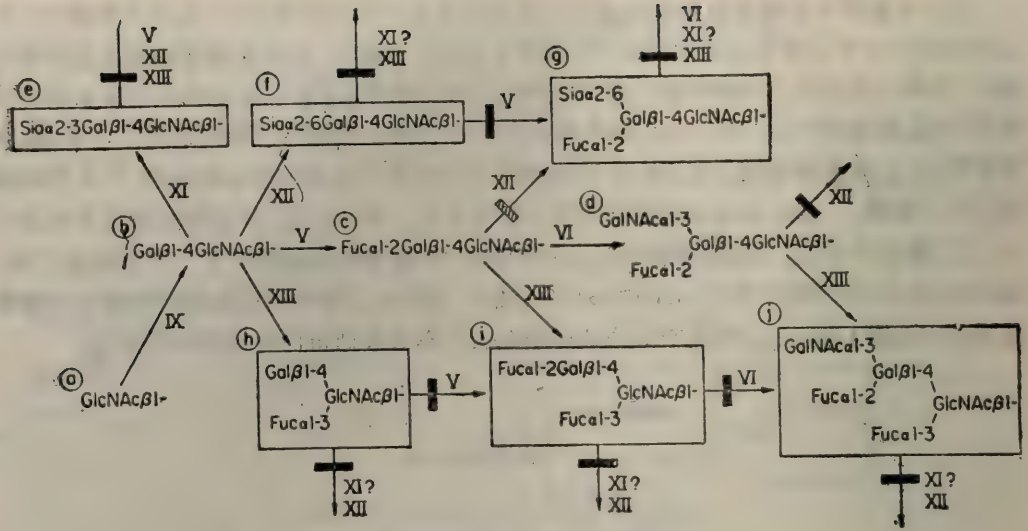 V
XII
XIII
XI?
XIII
VI
XI?
XIII
ⓔ
ⓕ
ⓖ
Siaα2-3Galβ1-4GlcNAcβ1-
Siaα2-6Galβ1-4GlcNAcβ1-
V
Siaα2-6
Galβ1-4GlcNAcβ1-
Fucα1-2
XI
XII
XII
XII
ⓑ
Galβ1-4GlcNAcβ1-
V
ⓒ
Fucα1-2Galβ1-4GlcNAcβ1-
VI
ⓓ
GalNAcα1-3
Galβ1-4GlcNAcβ1-
Fucα1-2
IX
XIII
XIII
XIII
ⓐ
GlcNAcβ1-
ⓗ
Galβ1-4
GlcNAcβ1-
Fucα1-3
V
ⓘ
Fucα1-2Galβ1-4
GlcNAcβ1-
Fucα1-3
VI
ⓙ
GalNAcα1-3
Galβ1-4
Fucα1-2
GlcNAcβ1-
Fucα1-3
XI?
XII
XI?
XII
XI?
XII